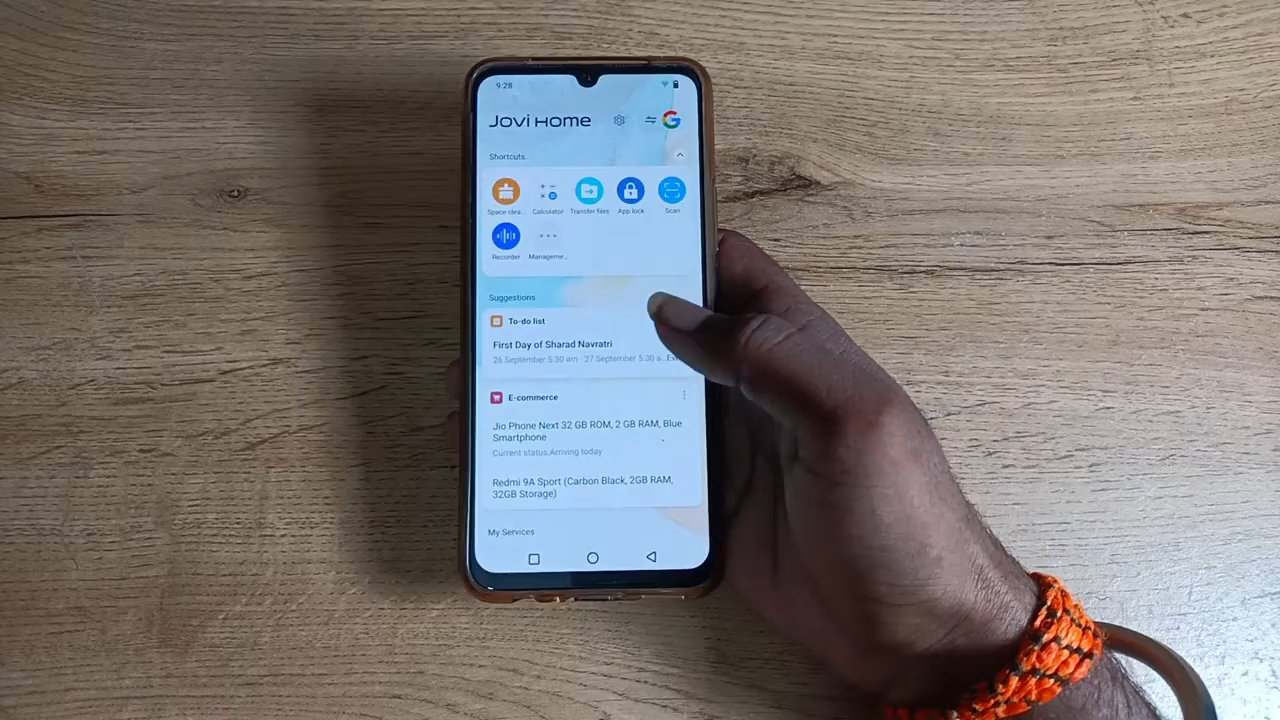 9:28
Jovi Home
Shortcuts
Space clea...
Calculator
Transfer files
App lock
Scan
Recorder
Manageme...
Suggestions
To-do list
First Day of Sharad Navratri
26 September 5:30 am - 27 September 5:30 a...
E-commerce
Jio Phone Next 32 GB ROM, 2 GB RAM, Blue
Smartphone
Current status:Arriving today
Redmi 9A Sport (Carbon Black, 2GB RAM,
32GB Storage)
My Services